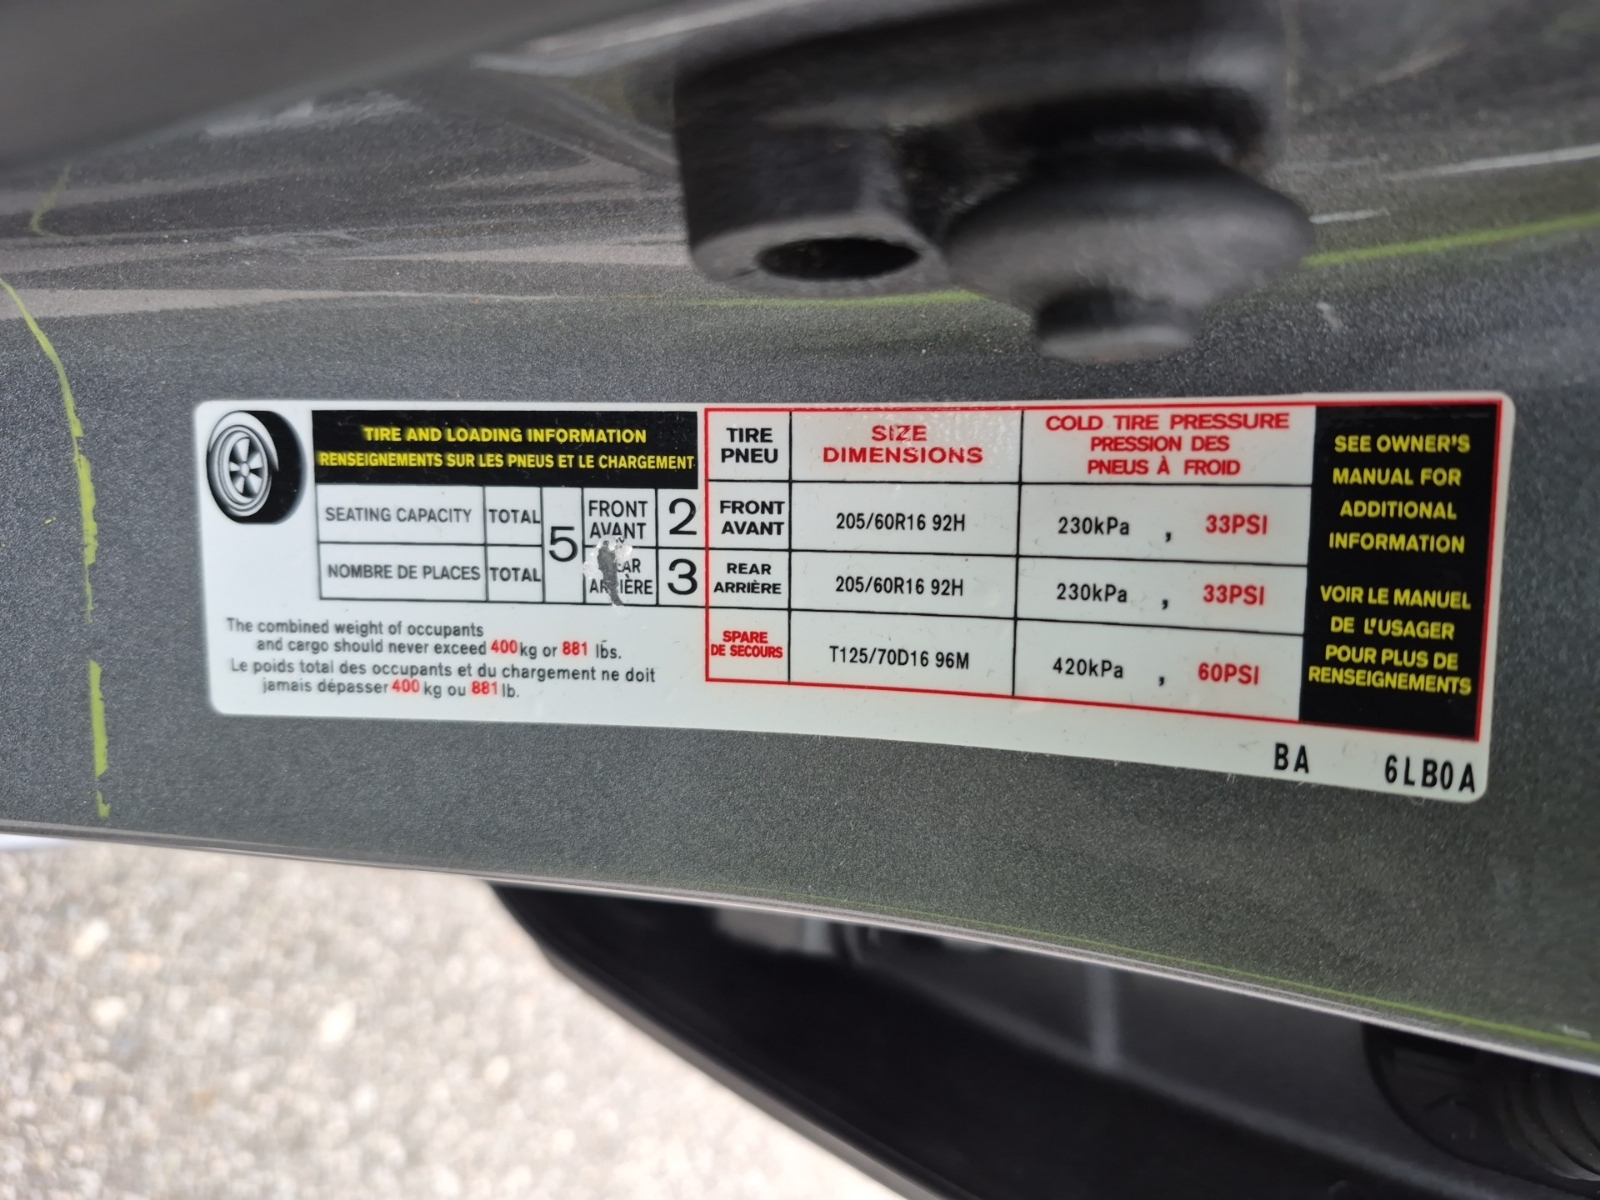 TIRE AND LOADING INFORMATION
RENSEIGNEMENTS SUR LES PNEUS ET LE CHARGEMENT
SEATING CAPACITY TOTAL 5 FRONT AVANT 2
NOMBRE DE PLACES TOTAL REAR ARRIÈRE 3
The combined weight of occupants
and cargo should never exceed 400 kg or 881 lbs.
Le poids total des occupants et du chargement ne doit
jamais dépasser 400 kg ou 881 lb.
TIRE PNEU SIZE DIMENSIONS COLD TIRE PRESSURE PRESSION DES PNEUS À FROID
FRONT AVANT 205/60R16 92H 230kPa , 33PSI
REAR ARRIÈRE 205/60R16 92H 230kPa , 33PSI
SPARE DE SECOURS T125/70D16 96M 420kPa , 60PSI
SEE OWNER'S
MANUAL FOR
ADDITIONAL
INFORMATION
VOIR LE MANUEL
DE L'USAGER
POUR PLUS DE
RENSEIGNEMENTS
BA 6LB0A